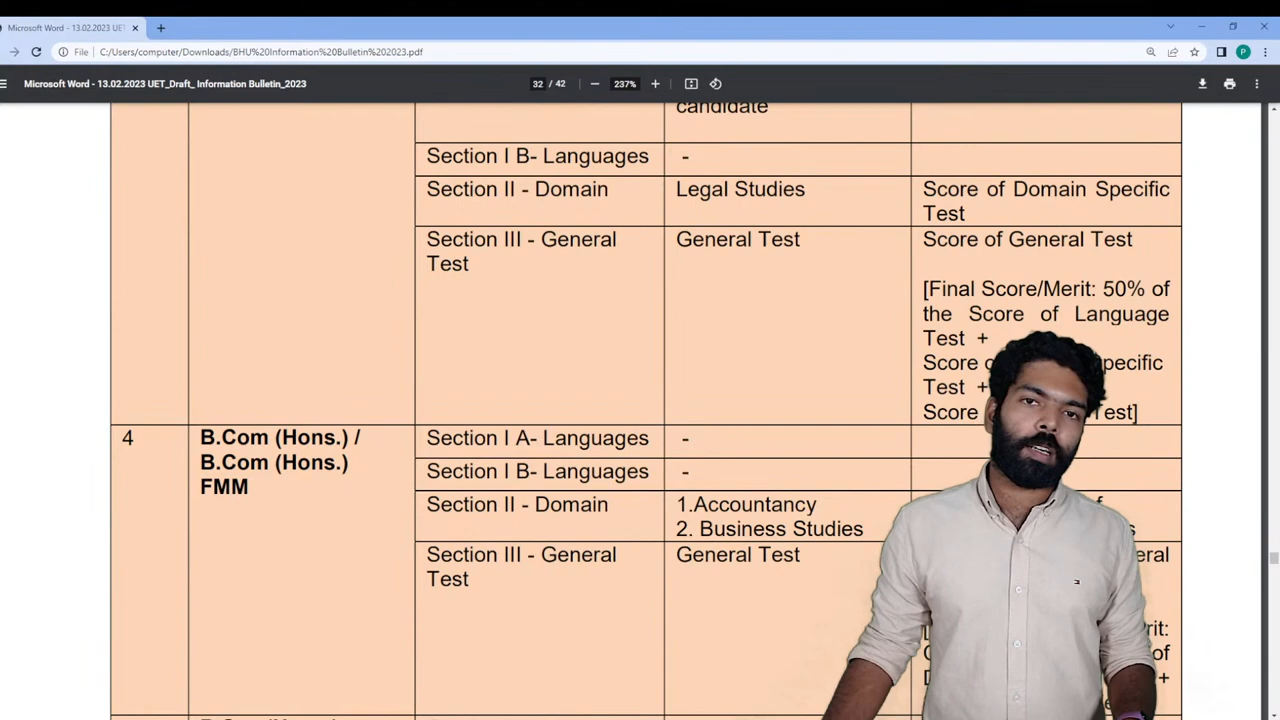 Microsoft Word - 13.02.2023 UET
File
C:/Users/computer/Downloads/BHU%20Information%20Bulletin%202023.pdf
P
Microsoft Word - 13.02.2023 UET_Draft_ Information Bulletin_2023
32 / 42
237%
candidate
Section I B- Languages
-
Section II - Domain
Legal Studies
Score of Domain Specific
Test
Section III - General
Test
General Test
Score of General Test
[Final Score/Merit: 50% of
the Score of Language
Test +
Score
pecific
Test +
Score
Test]
4
B.Com (Hons.) /
B.Com (Hons.)
FMM
Section I A- Languages
-
Section I B- Languages
-
Section II - Domain
1.Accountancy
2. Business Studies
Section III - General
Test
General Test
of
+